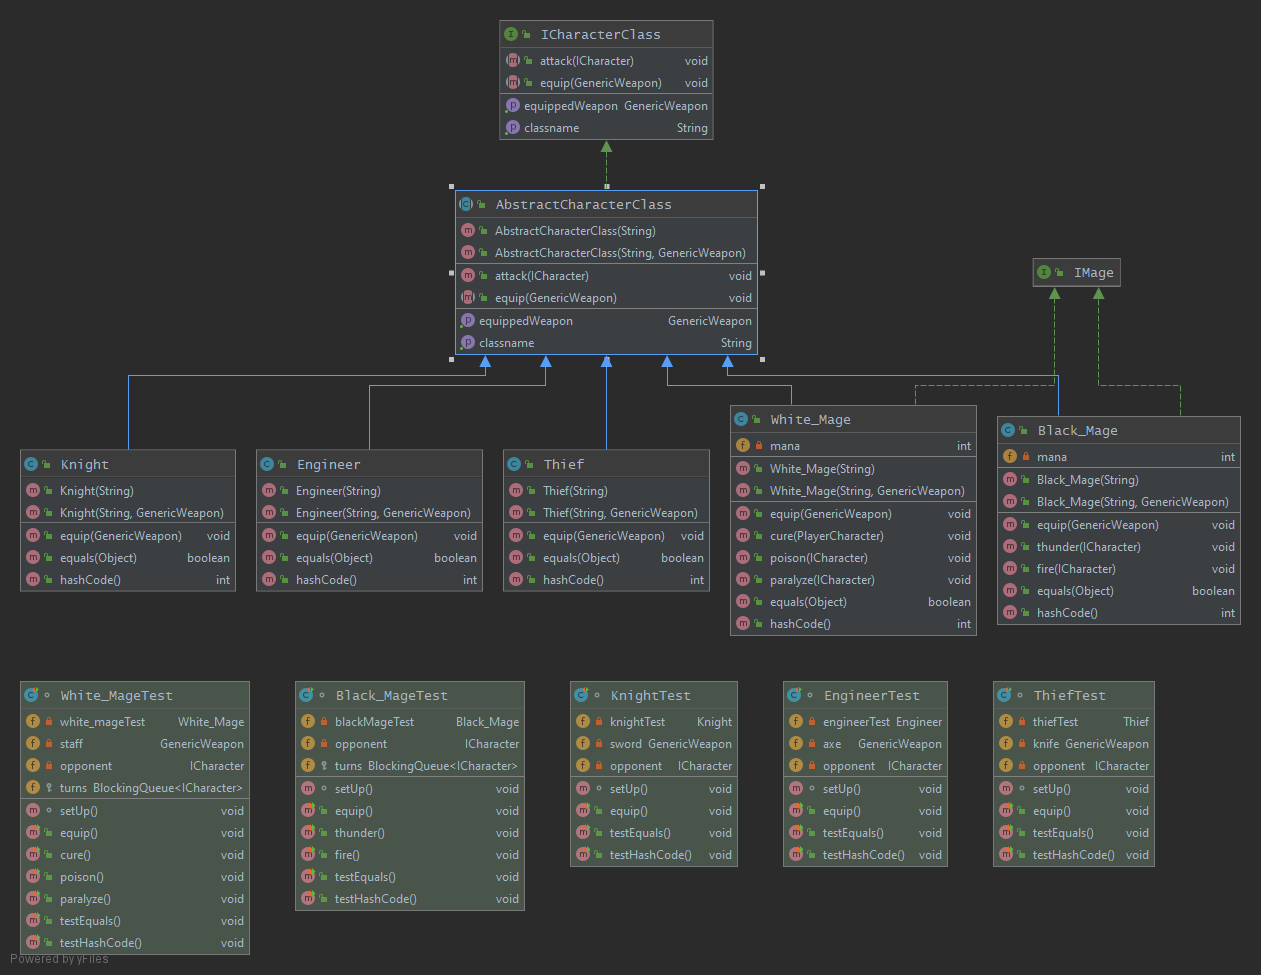 ICharacterClass
attack(ICharacter) void
equip(GenericWeapon) void
equippedWeapon GenericWeapon
classname String
AbstractCharacterClass
AbstractCharacterClass(String)
AbstractCharacterClass(String, GenericWeapon)
attack(ICharacter) void
equip(GenericWeapon) void
equippedWeapon GenericWeapon
classname String
IMage
Knight
Knight(String)
Knight(String, GenericWeapon)
equip(GenericWeapon) void
equals(Object) boolean
hashCode() int
Engineer
Engineer(String)
Engineer(String, GenericWeapon)
equip(GenericWeapon) void
equals(Object) boolean
hashCode() int
Thief
Thief(String)
Thief(String, GenericWeapon)
equip(GenericWeapon) void
equals(Object) boolean
hashCode() int
White_Mage
mana int
White_Mage(String)
White_Mage(String, GenericWeapon)
equip(GenericWeapon) void
cure(PlayerCharacter) void
poison(ICharacter) void
paralyze(ICharacter) void
equals(Object) boolean
hashCode() int
Black_Mage
mana int
Black_Mage(String)
Black_Mage(String, GenericWeapon)
equip(GenericWeapon) void
thunder(ICharacter) void
fire(ICharacter) void
equals(Object) boolean
hashCode() int
White_MageTest
white_mageTest White_Mage
staff GenericWeapon
opponent ICharacter
turns BlockingQueue<ICharacter>
setUp() void
equip() void
cure() void
poison() void
paralyze() void
testEquals() void
testHashCode() void
Black_MageTest
blackMageTest Black_Mage
opponent ICharacter
turns BlockingQueue<ICharacter>
setUp() void
equip() void
thunder() void
fire() void
testEquals() void
testHashCode() void
KnightTest
knightTest Knight
sword GenericWeapon
opponent ICharacter
setUp() void
equip() void
testEquals() void
testHashCode() void
EngineerTest
engineerTest Engineer
axe GenericWeapon
opponent ICharacter
setUp() void
equip() void
testEquals() void
testHashCode() void
ThiefTest
thiefTest Thief
knife GenericWeapon
opponent ICharacter
setUp() void
equip() void
testEquals() void
testHashCode() void
Powered by yFiles